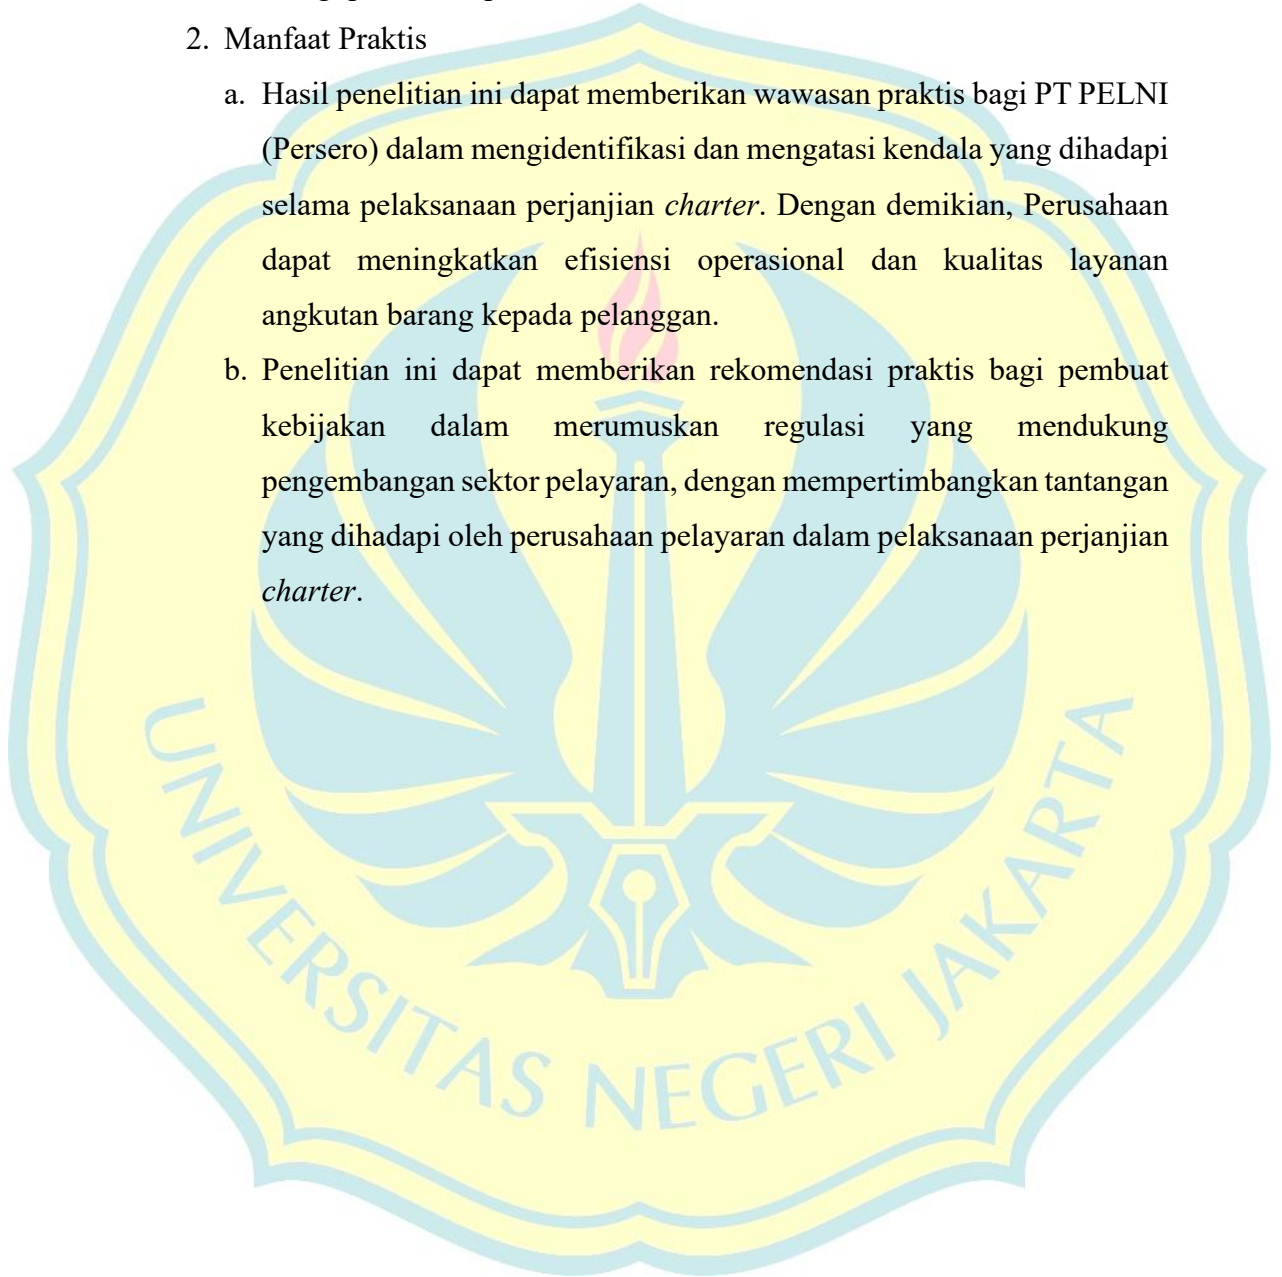 2. Manfaat Praktis
a. Hasil penelitian ini dapat memberikan wawasan praktis bagi PT PELNI
(Persero) dalam mengidentifikasi dan mengatasi kendala yang dihadapi
selama pelaksanaan perjanjian charter. Dengan demikian, Perusahaan
dapat meningkatkan efisiensi operasional dan kualitas layanan
angkutan barang kepada pelanggan.
b. Penelitian ini dapat memberikan rekomendasi praktis bagi pembuat
kebijakan dalam merumuskan regulasi yang mendukung
pengembangan sektor pelayaran, dengan mempertimbangkan tantangan
yang dihadapi oleh perusahaan pelayaran dalam pelaksanaan perjanjian
charter.
UNIVERSITAS NEGERI JAKARTA